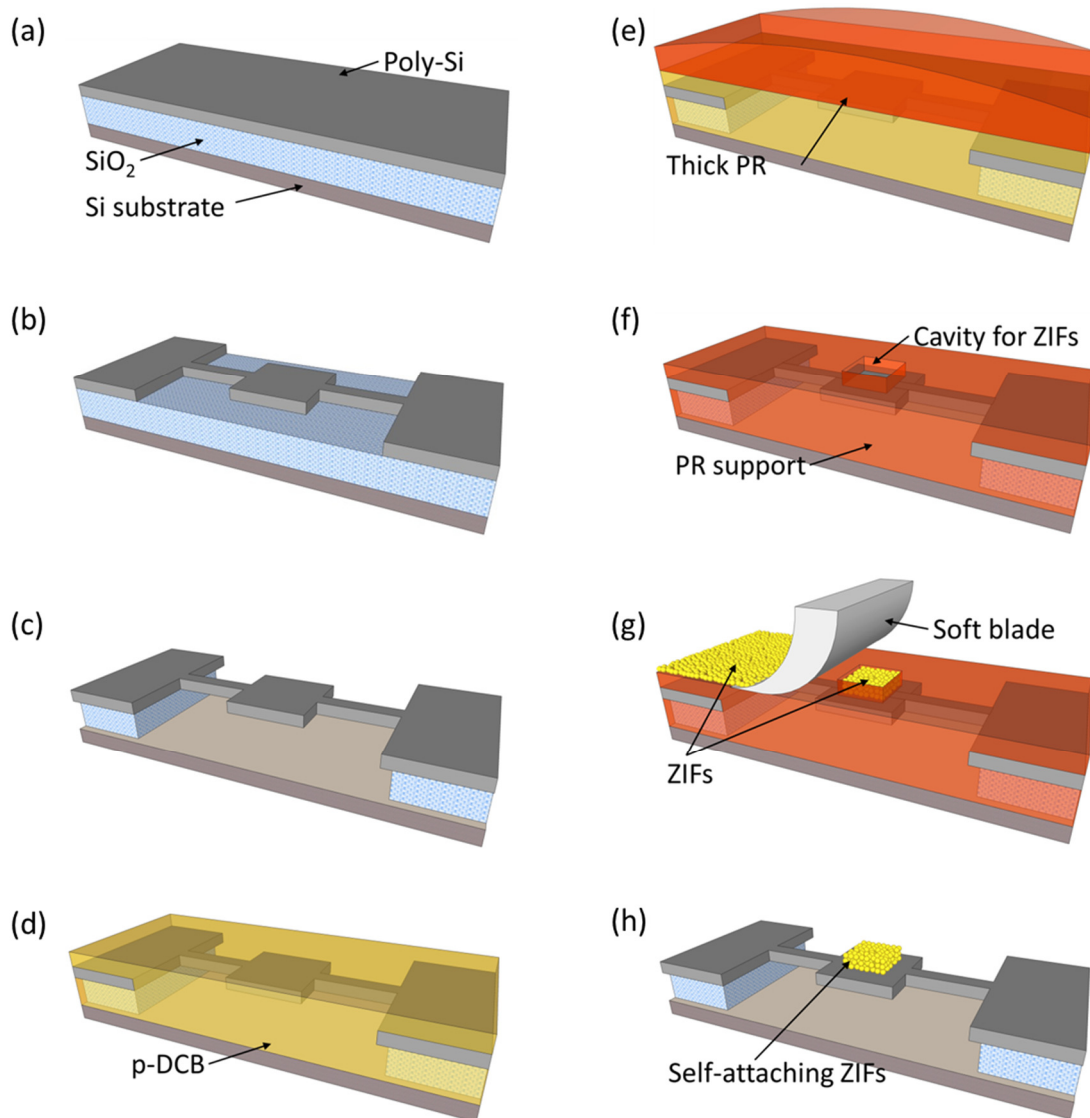 (a)
Poly-Si
SiO₂
Si substrate
(b)
(c)
(d)
p-DCB
(e)
Thick PR
(f)
Cavity for ZIFs
PR support
(g)
Soft blade
ZIFs
(h)
Self-attaching ZIFs